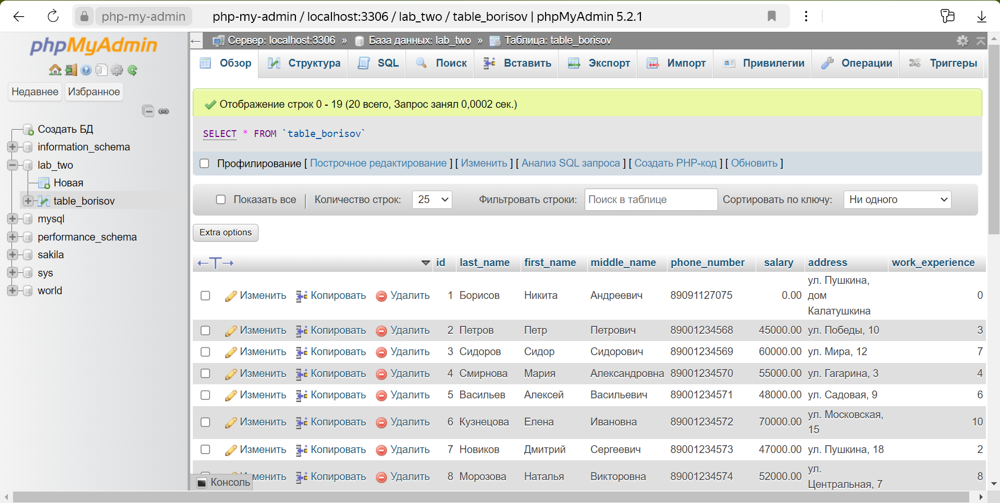 php-my-admin php-my-admin / localhost:3306 / lab_two / table_borisov | phpMyAdmin 5.2.1
phpMyAdmin
Недавнее Избранное
Создать БД
information_schema
lab_two
Новая
table_borisov
mysql
performance_schema
sakila
sys
world
← Сервер: localhost:3306 » База данных: lab_two » Таблица: table_borisov
Обзор Структура SQL Поиск Вставить Экспорт Импорт Привилегии Операции Триггеры
Отображение строк 0 - 19 (20 всего, Запрос занял 0,0002 сек.)
SELECT * FROM `table_borisov`
Профилирование [ Построчное редактирование ] [ Изменить ] [ Анализ SQL запроса ] [ Создать PHP-код ] [ Обновить ]
Показать все | Количество строк: 25 Фильтровать строки: Поиск в таблице Сортировать по ключу: Ни одного
Extra options
←T→ id last_name first_name middle_name phone_number salary address work_experience
Изменить Копировать Удалить 1 Борисов Никита Андреевич 89091127075 0.00 ул. Пушкина, дом Калатушкина 0
Изменить Копировать Удалить 2 Петров Петр Петрович 89001234568 45000.00 ул. Победы, 10 3
Изменить Копировать Удалить 3 Сидоров Сидор Сидорович 89001234569 60000.00 ул. Мира, 12 7
Изменить Копировать Удалить 4 Смирнова Мария Александровна 89001234570 55000.00 ул. Гагарина, 3 4
Изменить Копировать Удалить 5 Васильев Алексей Васильевич 89001234571 48000.00 ул. Садовая, 9 6
Изменить Копировать Удалить 6 Кузнецова Елена Ивановна 89001234572 70000.00 ул. Московская, 15 10
Изменить Копировать Удалить 7 Новиков Дмитрий Сергеевич 89001234573 47000.00 ул. Пушкина, 18 2
менить Копировать Удалить 8 Морозова Наталья Викторовна 89001234574 52000.00 ул. Центральная, 7 8
Консоль